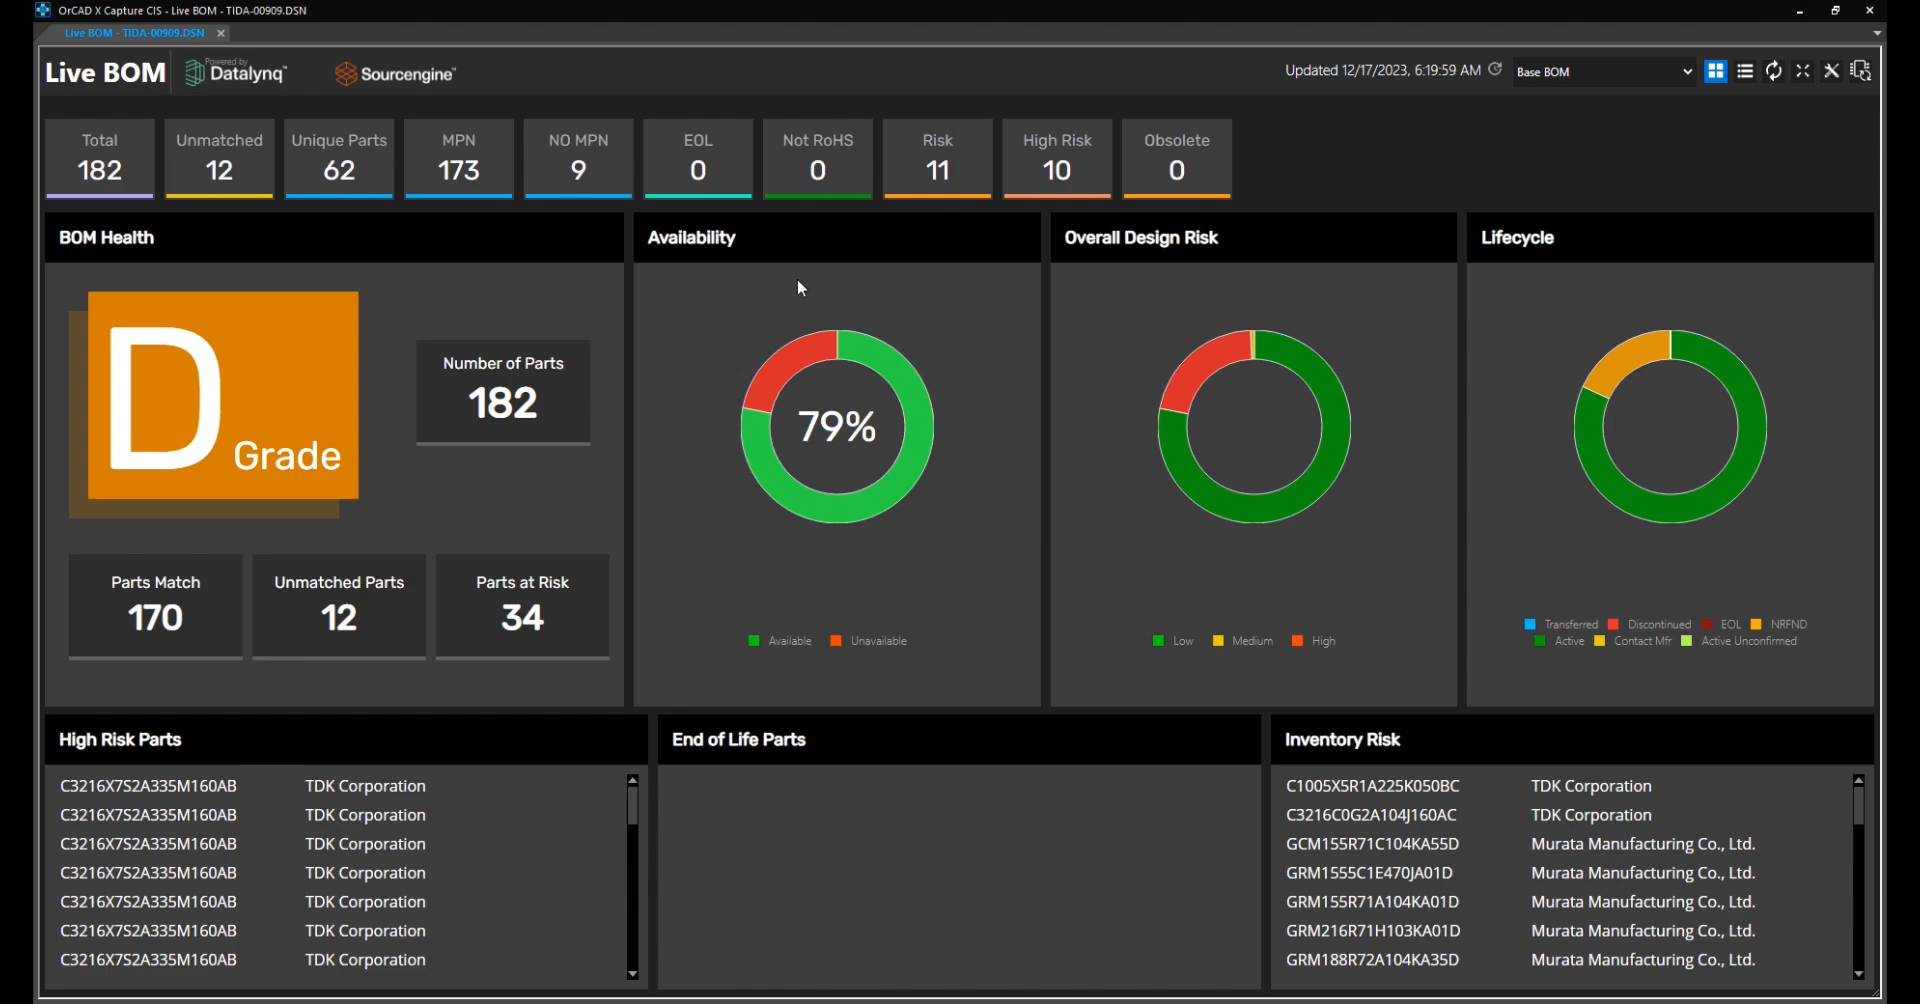 OrCAD X Capture CIS - Live BOM - TIDA-00909.DSN
Live BOM - TIDA-00909.DSN
Live BOM
Powered by
Datalynq™
Sourcengine™
Updated 12/17/2023, 6:19:59 AM
Base BOM
Total
182
Unmatched
12
Unique Parts
62
MPN
173
NO MPN
9
EOL
0
Not RoHS
0
Risk
11
High Risk
10
Obsolete
0
BOM Health
D Grade
Number of Parts
182
Parts Match
170
Unmatched Parts
12
Parts at Risk
34
Availability
79%
Available Unavailable
Overall Design Risk
Low Medium High
Lifecycle
Transferred Discontinued EOL NRFND
Active Contact Mfr Active Unconfirmed
High Risk Parts
C3216X7S2A335M160AB TDK Corporation
C3216X7S2A335M160AB TDK Corporation
C3216X7S2A335M160AB TDK Corporation
C3216X7S2A335M160AB TDK Corporation
C3216X7S2A335M160AB TDK Corporation
C3216X7S2A335M160AB TDK Corporation
C3216X7S2A335M160AB TDK Corporation
End of Life Parts
Inventory Risk
C1005X5R1A225K050BC TDK Corporation
C3216C0G2A104J160AC TDK Corporation
GCM155R71C104KA55D Murata Manufacturing Co., Ltd.
GRM1555C1E470JA01D Murata Manufacturing Co., Ltd.
GRM155R71A104KA01D Murata Manufacturing Co., Ltd.
GRM216R71H103KA01D Murata Manufacturing Co., Ltd.
GRM188R72A104KA35D Murata Manufacturing Co., Ltd.